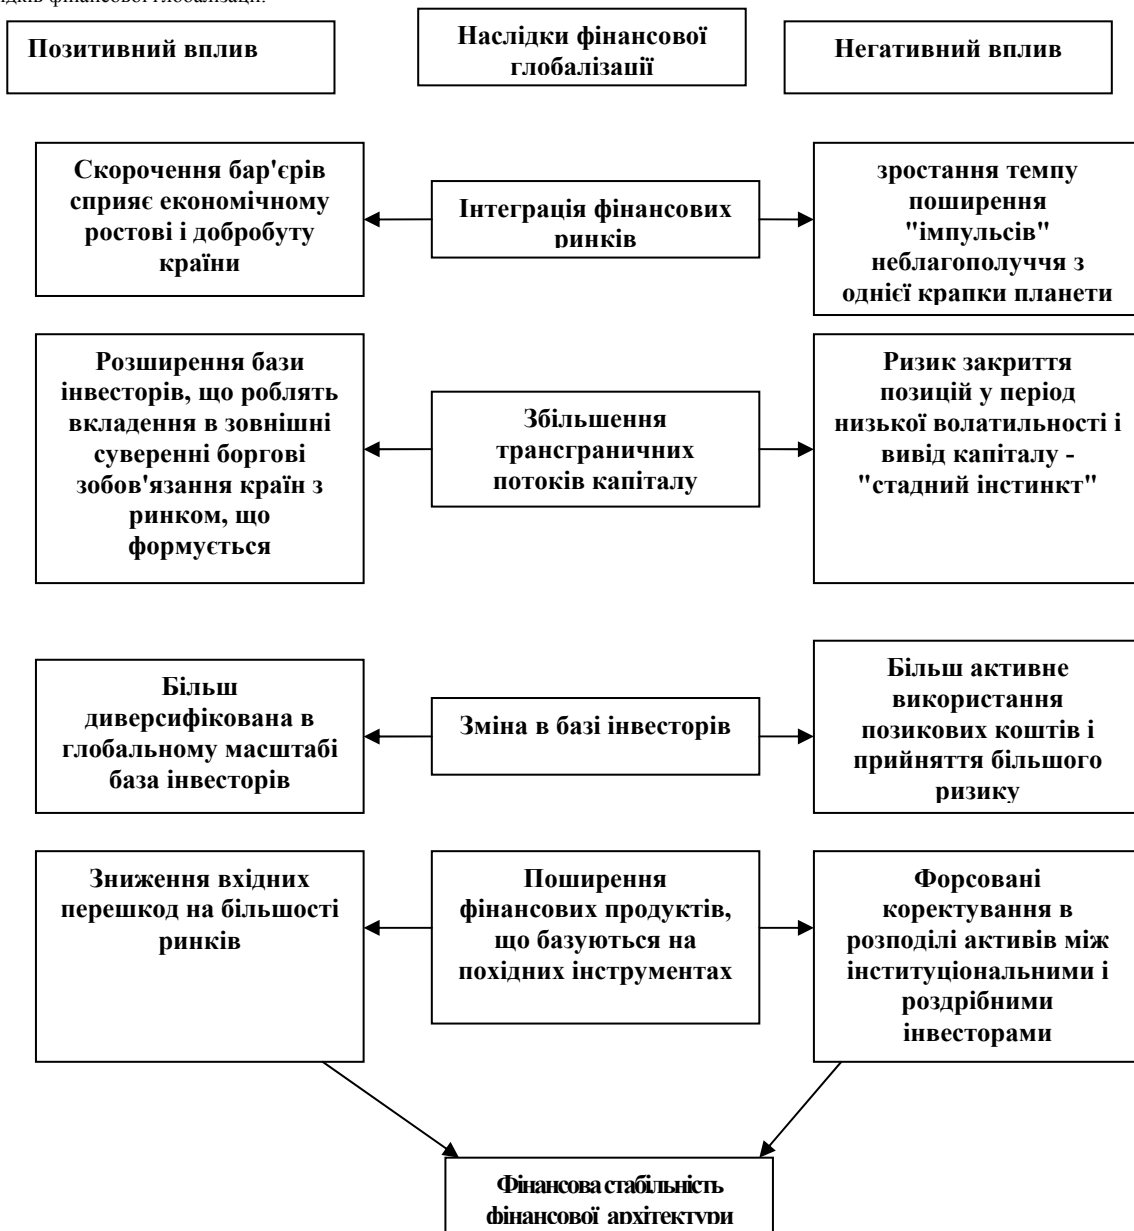 фінансової глобалізації.
Позитивний вплив
Наслідки фінансової
глобалізації
Негативний вплив
Скорочення бар'єрів
сприяє економічному
ростові і добробуту
країни
Інтеграція фінансових
ринків
зростання темпу
поширення
"імпульсів"
неблагополуччя з
однієї крапки планети
Розширення бази
інвесторів, що роблять
вкладення в зовнішні
суверенні боргові
зобов'язання країн з
ринком, що
формується
Збільшення
трансграничних
потоків капіталу
Ризик закриття
позицій у період
низької волатильності і
вивід капіталу -
"стадний інстинкт"
Більш
диверсифікована в
глобальному масштабі
база інвесторів
Зміна в базі інвесторів
Більш активне
використання
позикових коштів і
прийняття більшого
ризику
Зниження вхідних
перешкод на більшості
ринків
Поширення
фінансових продуктів,
що базуються на
похідних інструментах
Форсовані
коректування в
розподілі активів між
інституціональними і
роздрібними
інвесторами
Фінансова стабільність
фінансової архітектури